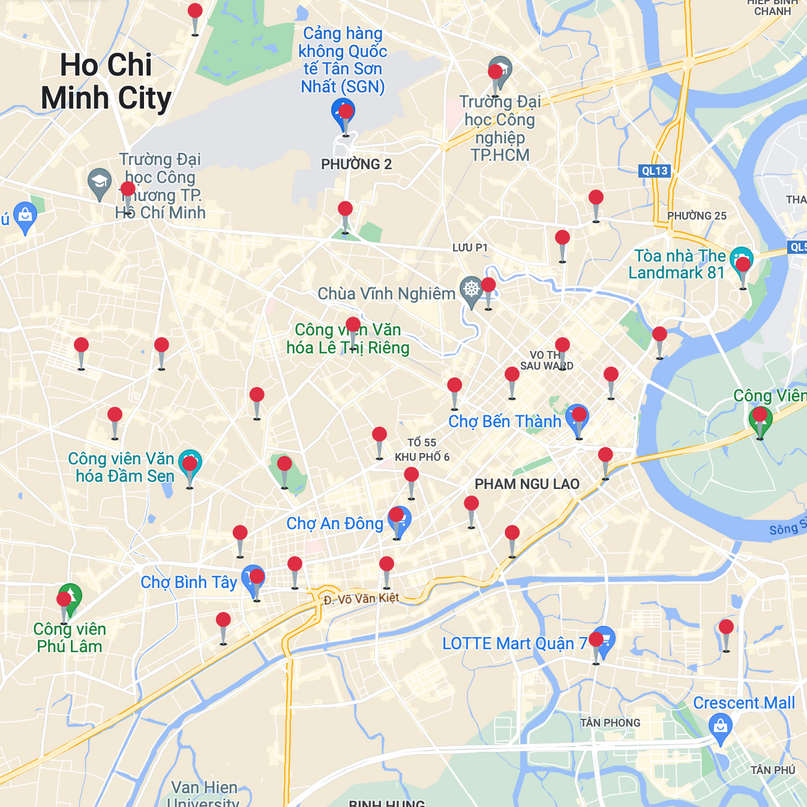 HIỆP BÌNH
CHANH
Cảng hàng
không Quốc
tế Tân Sơn
Nhất (SGN)
Ho Chi
Minh City
Trường Đại
học Công
nghiệp
TP.HCM
PHƯỜNG 2
Trường Đại
học Công
Thương TP.
Hồ Chí Minh
QL13
THA
PHƯỜNG 25
ú
LƯU P1
QL5
Tòa nhà The
Landmark 81
Chùa Vĩnh Nghiêm
Công viên Văn
hóa Lê Thị Riêng
VO THI
SAU WARD
Công Viên
Chợ Bến Thành
TỔ 55
KHU PHỐ 6
Công viên Văn
hóa Đầm Sen
PHAM NGU LAO
Chợ An Đông
Sông S
Chợ Bình Tây
Đ. Võ Văn Kiệt
Công viên
Phú Lâm
LOTTE Mart Quận 7
Crescent Mall
TÂN PHONG
TÂN PHÚ
Van Hien
University
BINH HUNG